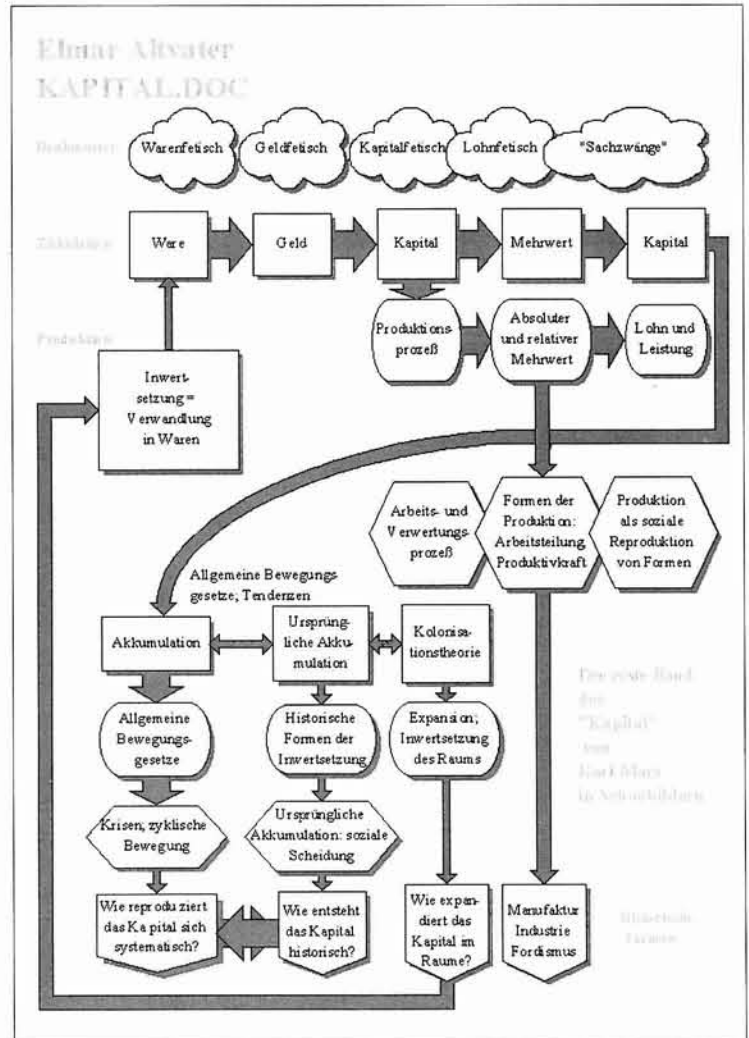 Elmar Altvater
KAPITAL.DOC
Warenfetisch
Geldfetisch
Kapitalfetisch
Lohnfetisch
"Sachzwänge"
Zirkulation
Ware
Geld
Kapital
Mehrwert
Kapital
Produktion
Produktions-
prozeß
Absoluter
und relativer
Mehrwert
Lohn und
Leistung
Inwert-
setzung =
Verwandlung
in Waren
Arbeits- und
Verwertungs-
prozeß
Formen der
Produktion:
Arbeitsteilung,
Produktivkraft
Produktion
als soziale
Reproduktion
von Formen
Allgemeine Bewegungs
gesetze; Tendenzen
Akkumulation
Ursprüng-
liche Akku-
mulation
Kolonisa-
tionstheorie
Allgemeine
Bewegungs-
gesetze
Historische
Formen der
Inwertsetzung
Expansion;
Inwertsetzung
des Raums
Der erste Band
des
"Kapital"
von
Karl Marx
in Schaubildern
Krisen; zyklische
Bewegung
Ursprüngliche
Akkumulation: soziale
Scheidung
Wie reproduziert
das Kapital sich
systematisch?
Wie entsteht
das Kapital
historisch?
Wie expan-
diert das
Kapital im
Raume?
Manufaktur
Industrie
Fordismus
Formen